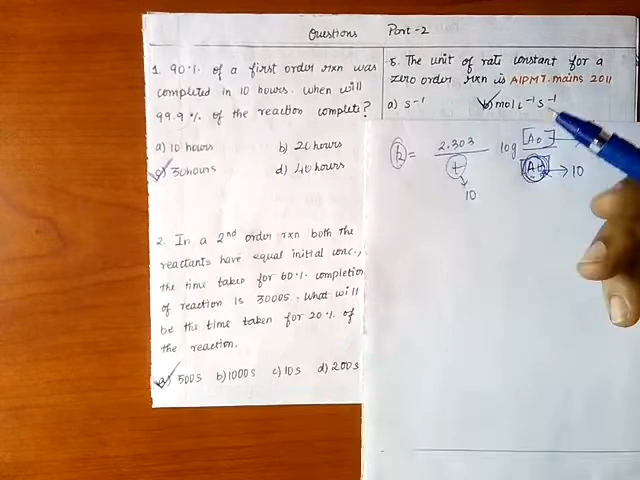 Questions Part-2
1. 90%. of a first order rxn was
completed in 10 hours. When will
99.9% of the reaction complete?
a) 10 hours b) 20 hours
c) 30hours d) 40 hours
2. In a 2nd order rxn both the
reactants have equal initial conc.,
the time taken for 60%. completion
of reaction is 3000s. What will
be the time taken for 20%. of
the reaction.
a) 500s b) 1000s c) 10s d) 200s
5. The unit of rate constant for a
zero order rxn is AIPMT. mains 2011
a) s⁻¹ b) mol L⁻¹ s⁻¹
k = 2.303 / t log [A0] / [At] → 10
10